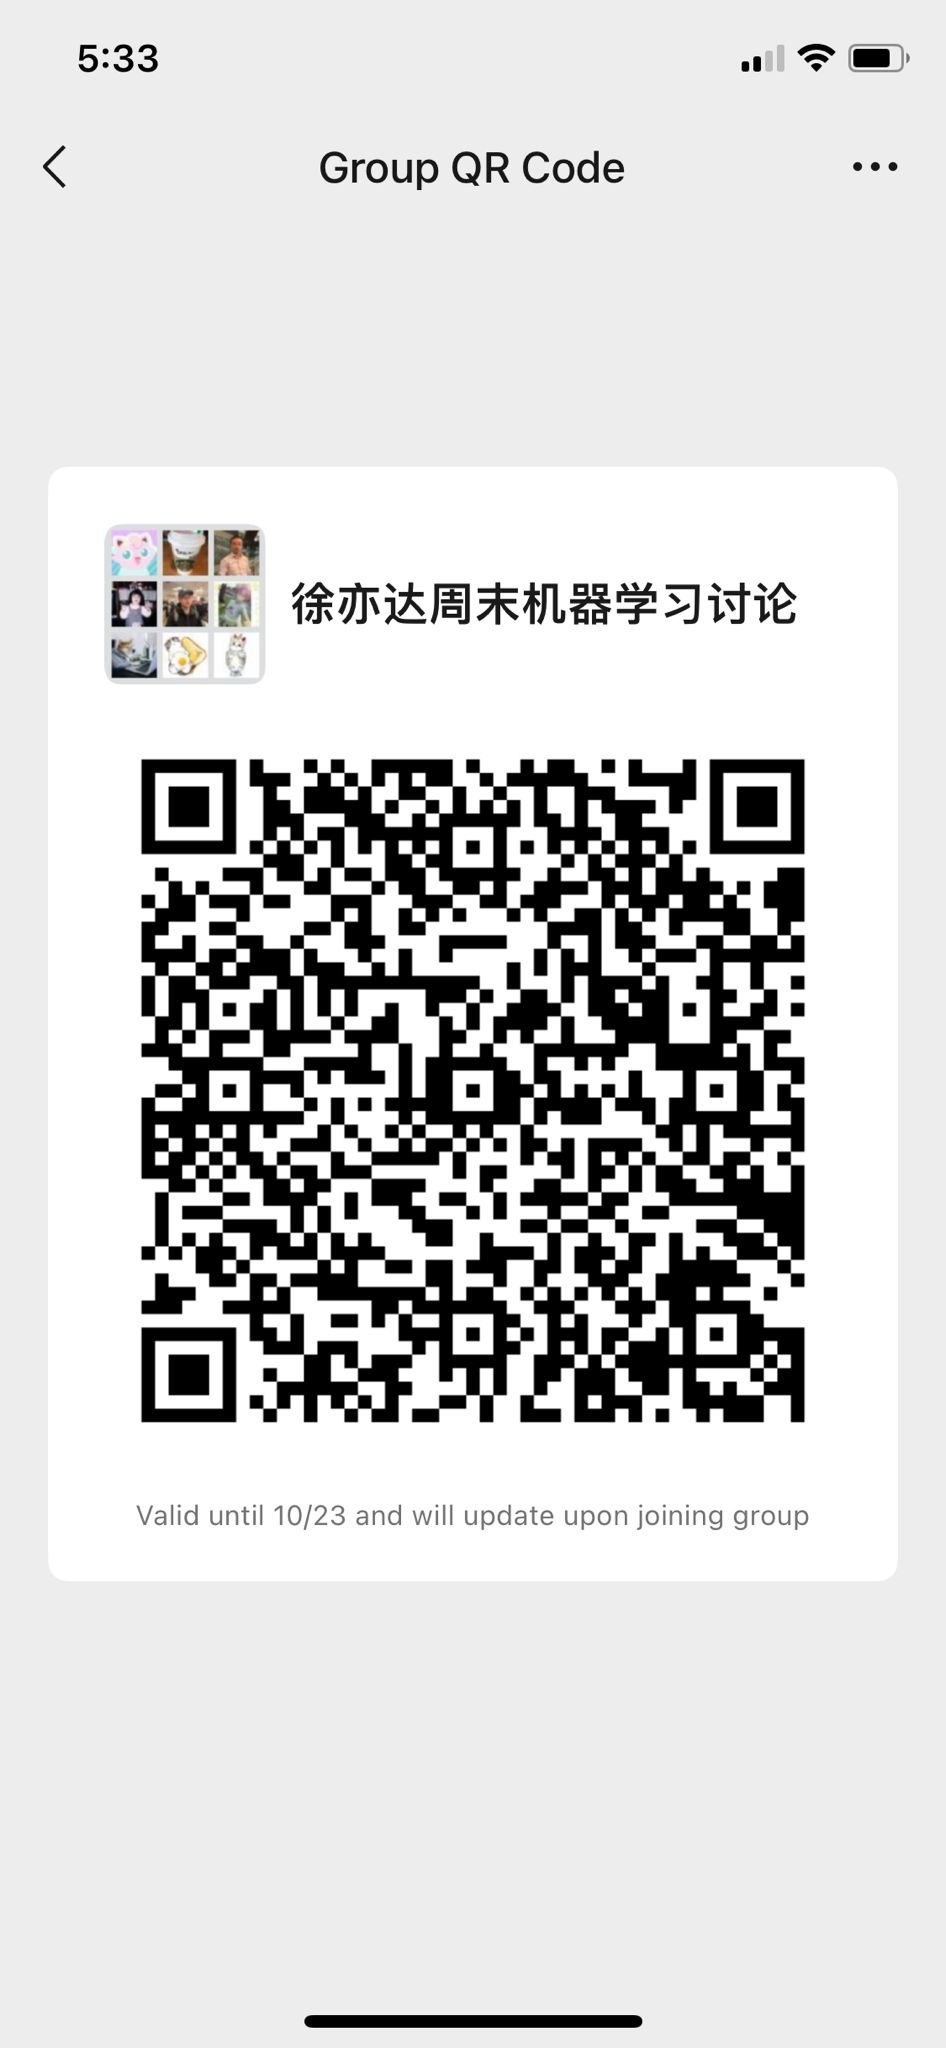 5:33
Group QR Code
徐亦达周末机器学习讨论
Valid until 10/23 and will update upon joining group